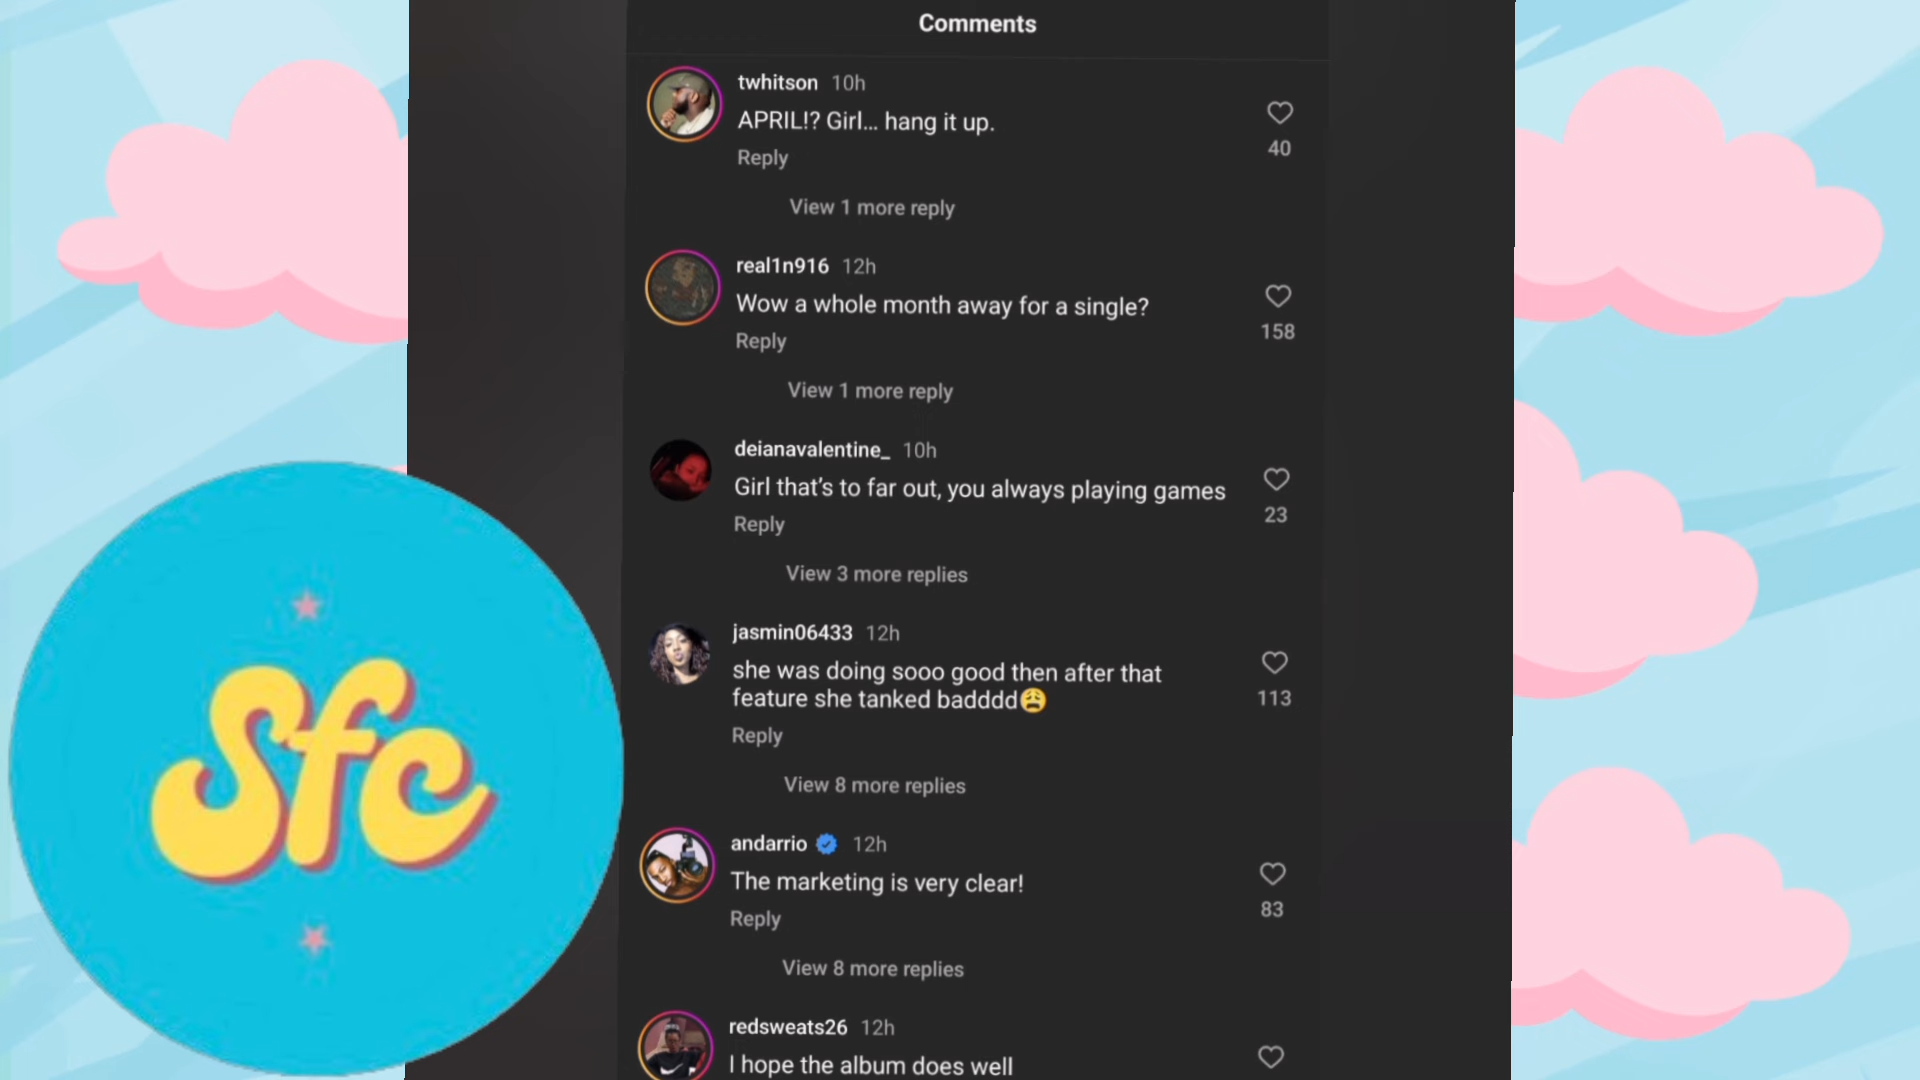 Comments
twhitson 10h
APRIL!? Girl... hang it up.
Reply
40
View 1 more reply
real1n916 12h
Wow a whole month away for a single?
Reply
158
View 1 more reply
deianavalentine_ 10h
Girl that's to far out, you always playing games
Reply
23
View 3 more replies
jasmin06433 12h
she was doing sooo good then after that
feature she tanked badddd😩
Reply
113
View 8 more replies
andarrio 12h
The marketing is very clear!
Reply
83
View 8 more replies
redsweats26 12h
I hope the album does well
sfc